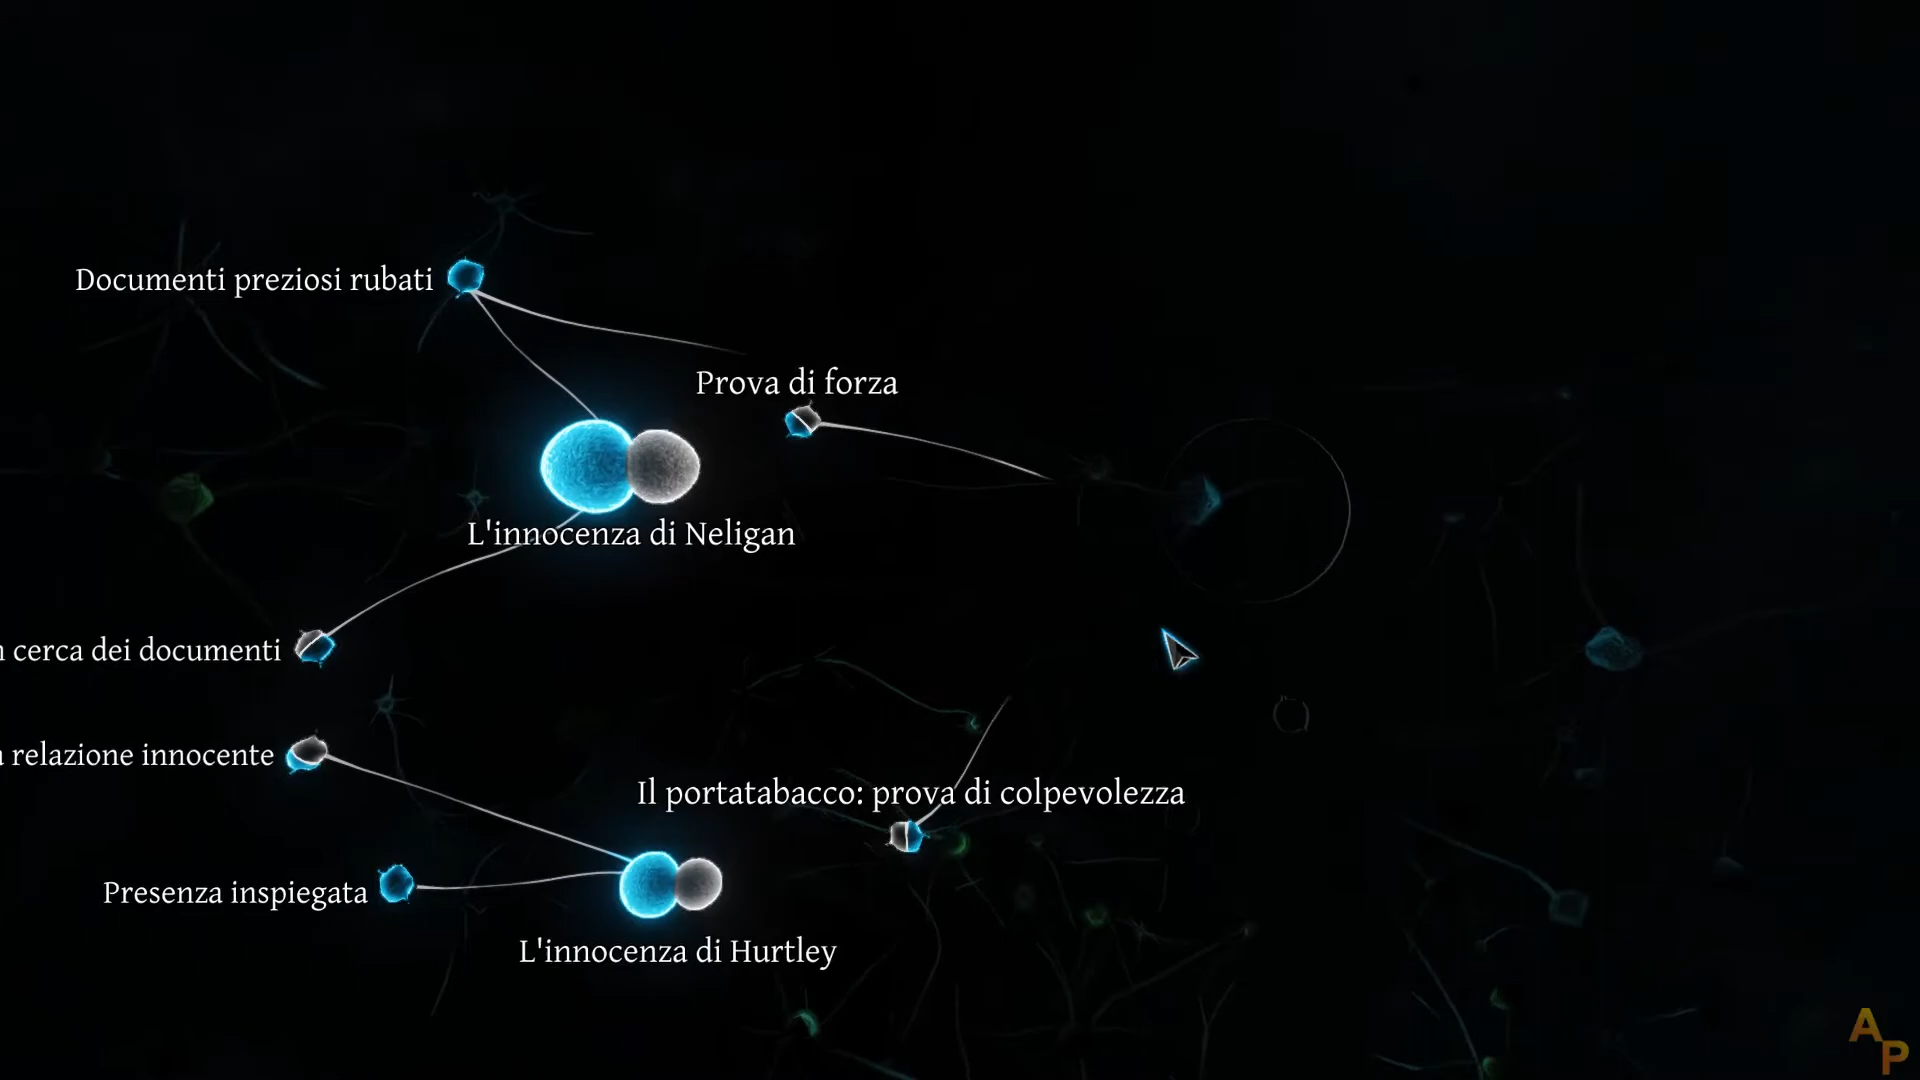 Documenti preziosi rubati
Prova di forza
L'innocenza di Neligan
cerca dei documenti
relazione innocente
Il portatabacco: prova di colpevolezza
Presenza inspiegata
L'innocenza di Hurtley
A
P